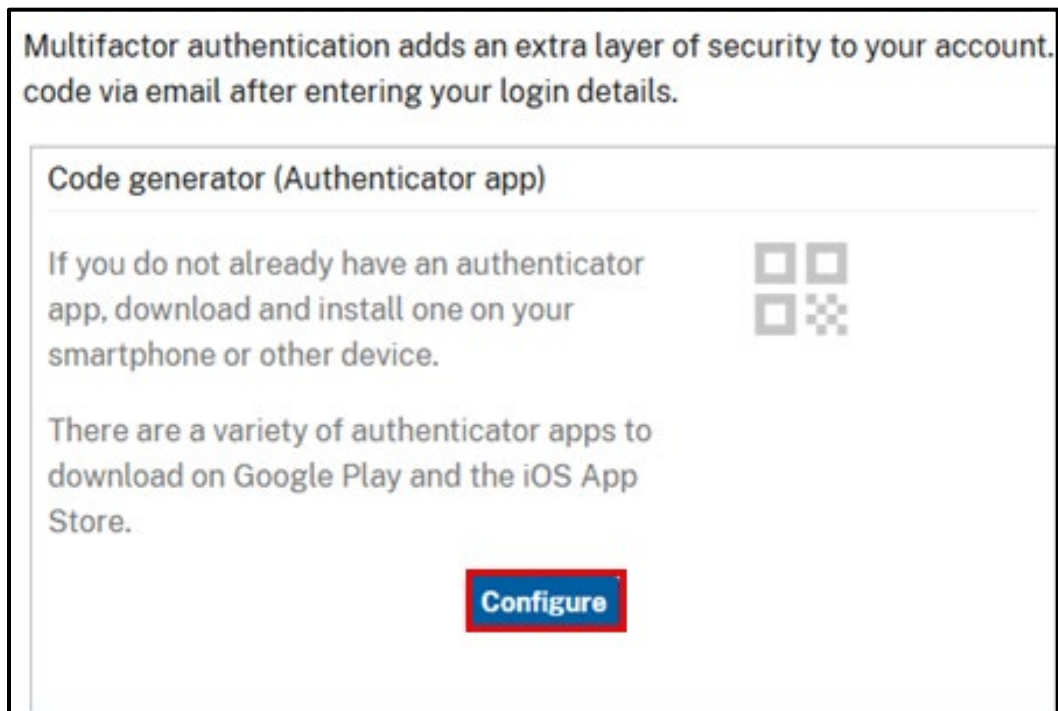 Multifactor authentication adds an extra layer of security to your account.
code via email after entering your login details.
Code generator (Authenticator app)
If you do not already have an authenticator
app, download and install one on your
smartphone or other device.
There are a variety of authenticator apps to
download on Google Play and the iOS App
Store.
Configure